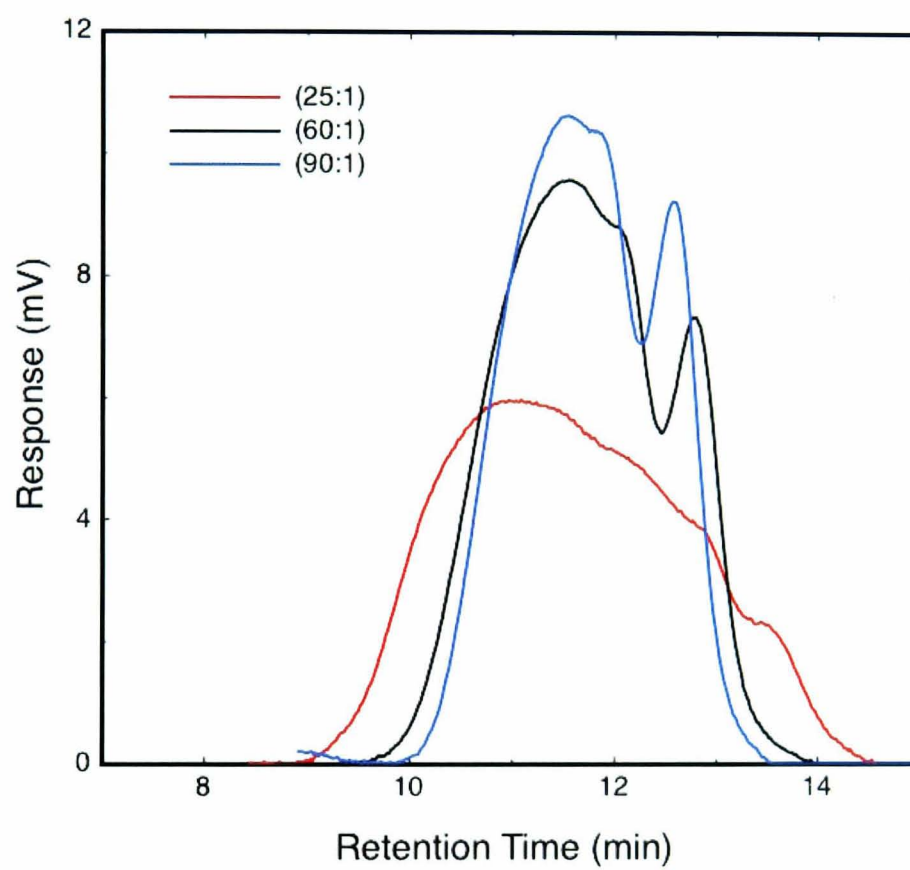 12
(25:1)
(60:1)
(90:1)
8
Response (mV)
4
0
8 10 12 14
Retention Time (min)